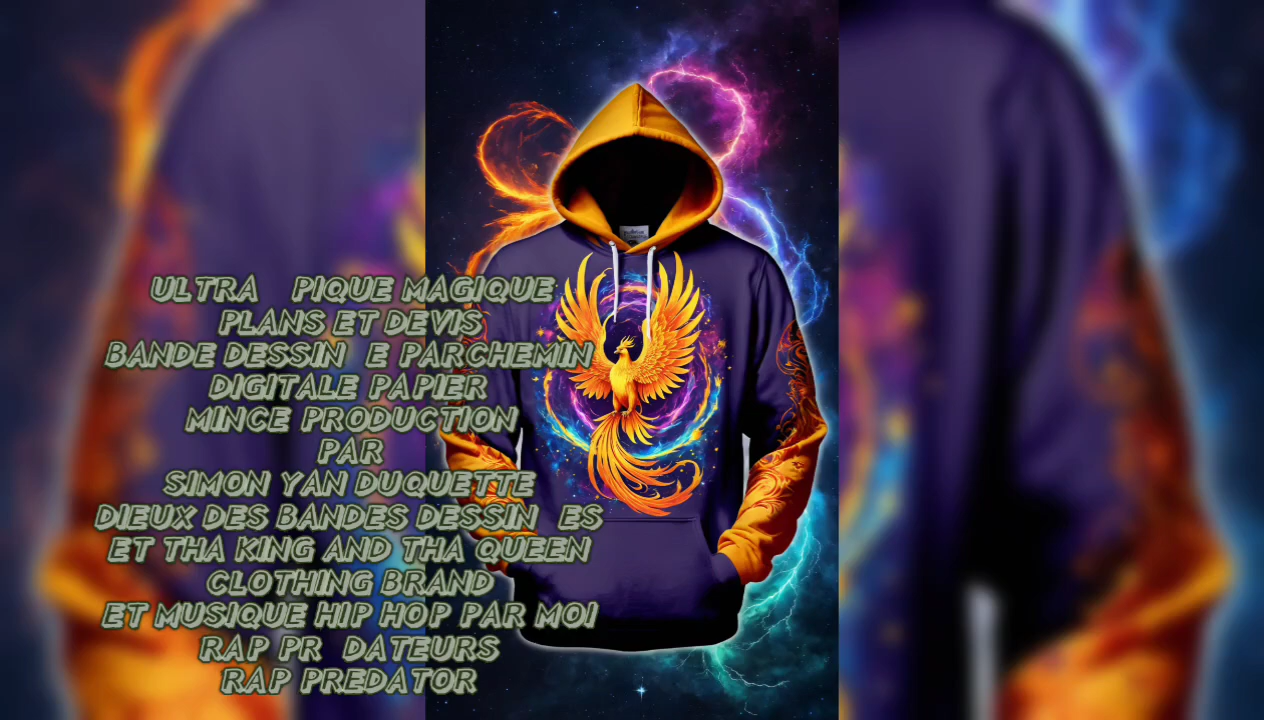 ULTRA PIQUE MAGIQUE
PLANS ET DEVIS
BANDE DESSIN E PARCHEMIN
DIGITALE PAPIER
MINCE PRODUCTION
PAR
SIMON YAN DUQUETTE
DIEUX DES BANDES DESSIN ES
ET THA KING AND THA QUEEN
CLOTHING BRAND
ET MUSIQUE HIP HOP PAR MOI
RAP PR DATEURS
RAP PREDATOR